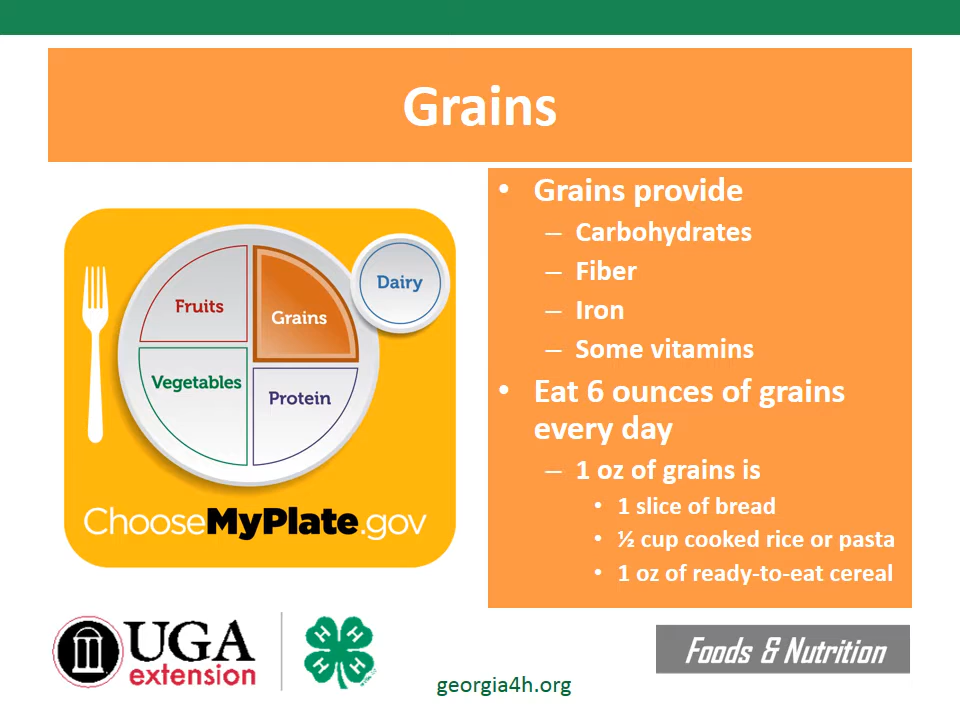 Grains
Fruits
Grains
Dairy
Vegetables
Protein
ChooseMyPlate.gov
• Grains provide
– Carbohydrates
– Fiber
– Iron
– Some vitamins
• Eat 6 ounces of grains
every day
– 1 oz of grains is
• 1 slice of bread
• ½ cup cooked rice or pasta
• 1 oz of ready-to-eat cereal
UGA
extension
H H
H H
georgia4h.org
Foods & Nutrition